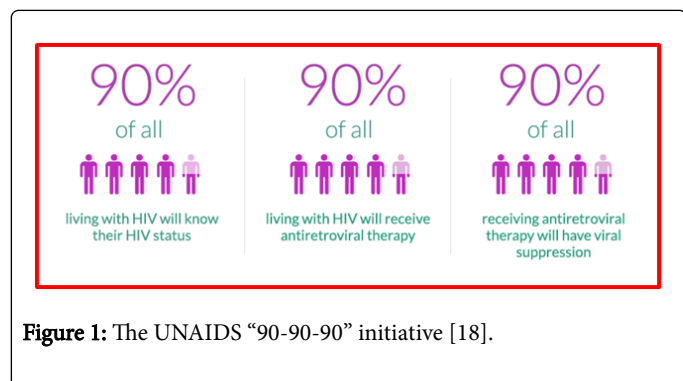 90%
of all
living with HIV will know
their HIV status
90%
of all
living with HIV will receive
antiretroviral therapy
90%
of all
receiving antiretroviral
therapy will have viral
suppression
Figure 1: The UNAIDS “90-90-90” initiative [18].